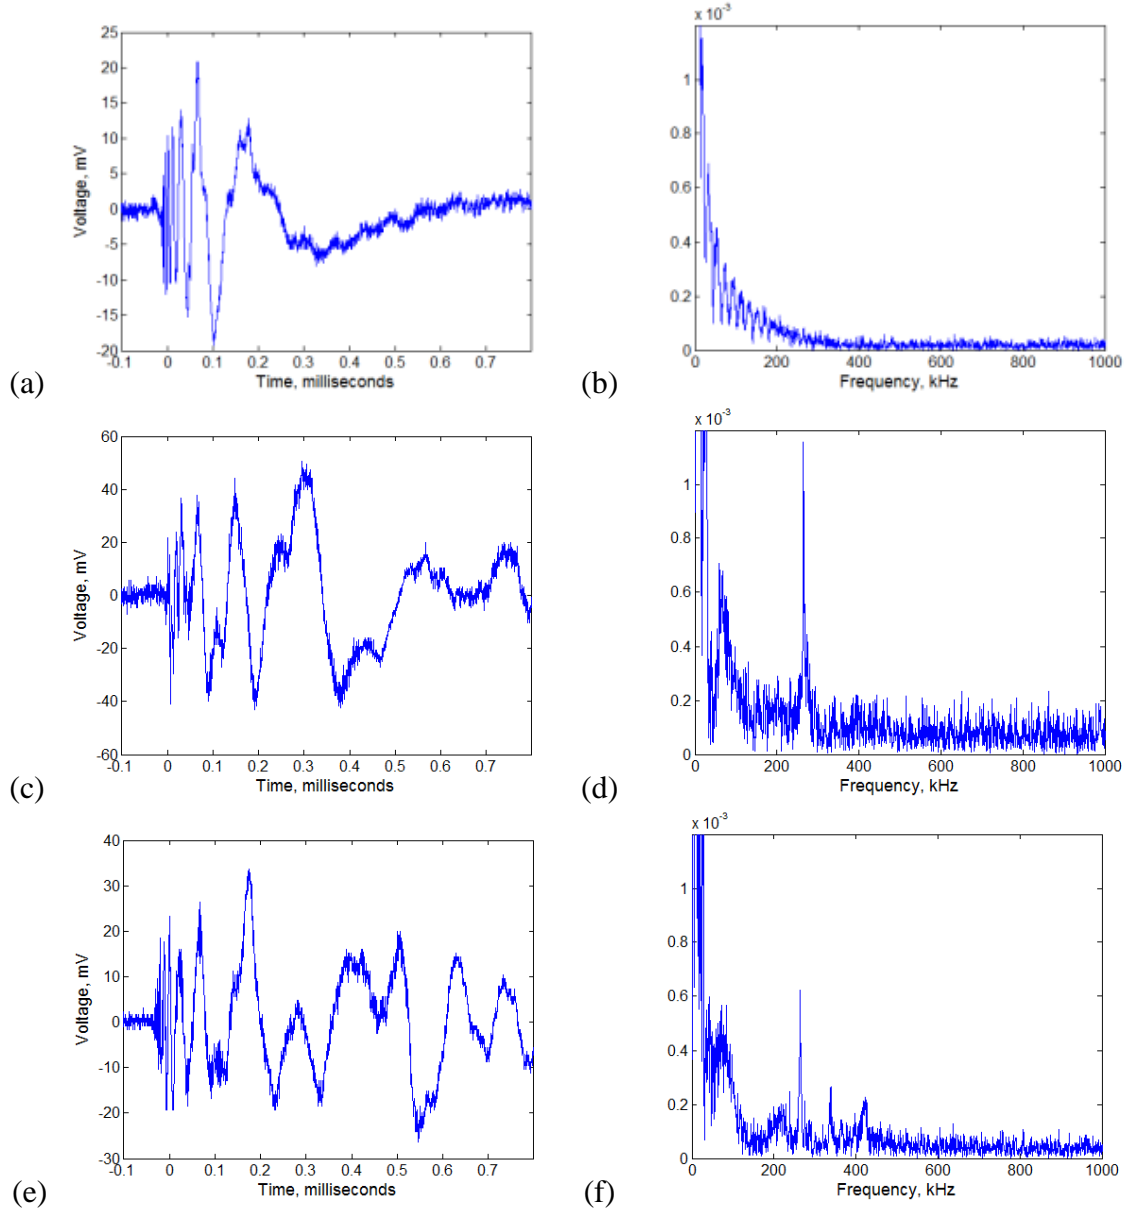 25
20
15
10
5
0
-5
-10
-15
-20
-0.1 0 0.1 0.2 0.3 0.4 0.5 0.6 0.7
Voltage, mV
Time, milliseconds
(a)
x 10-3
1
0.8
0.6
0.4
0.2
0
0 200 400 600 800 1000
Frequency, kHz
(b)
60
40
20
0
-20
-40
-60
-0.1 0 0.1 0.2 0.3 0.4 0.5 0.6 0.7
Voltage, mV
Time, milliseconds
(c)
x 10-3
1
0.8
0.6
0.4
0.2
0
0 200 400 600 800 1000
Frequency, kHz
(d)
40
30
20
10
0
-10
-20
-30
-0.1 0 0.1 0.2 0.3 0.4 0.5 0.6 0.7
Voltage, mV
Time, milliseconds
(e)
x 10-3
1
0.8
0.6
0.4
0.2
0
0 200 400 600 800 1000
Frequency, kHz
(f)